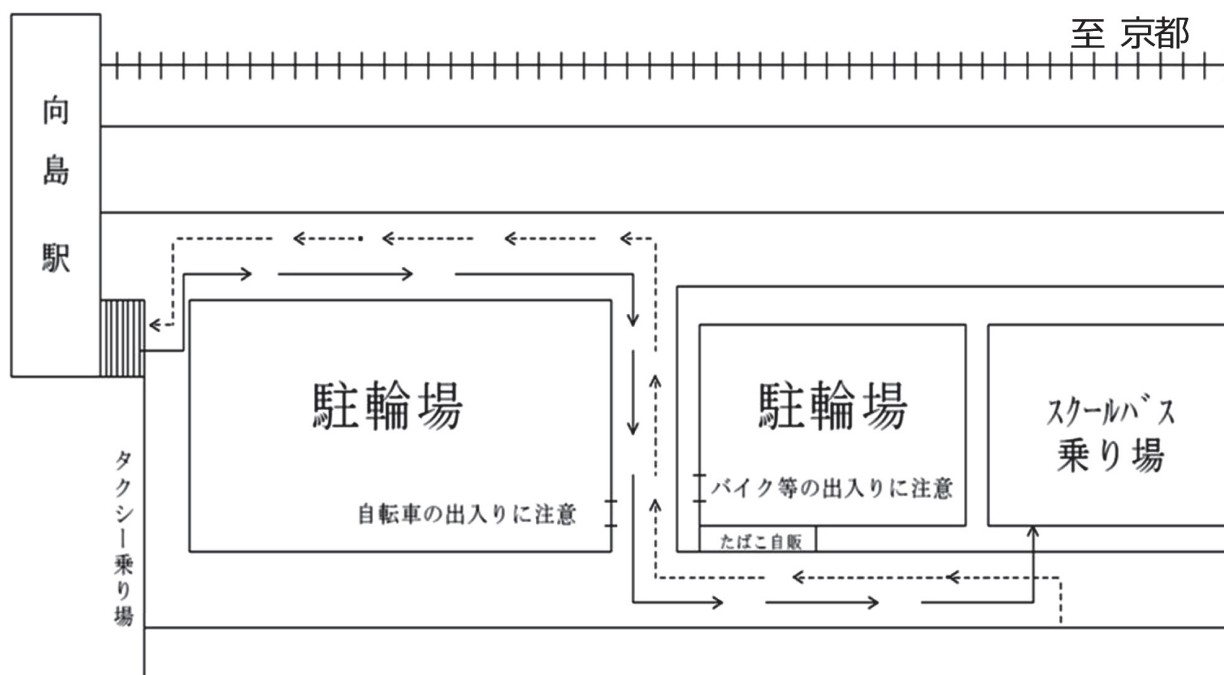 至 京都
向島駅
駐輪場
自転車の出入りに注意
駐輪場
バイク等の出入りに注意
たばこ自販
スクールバス
乗り場
タクシー乗り場